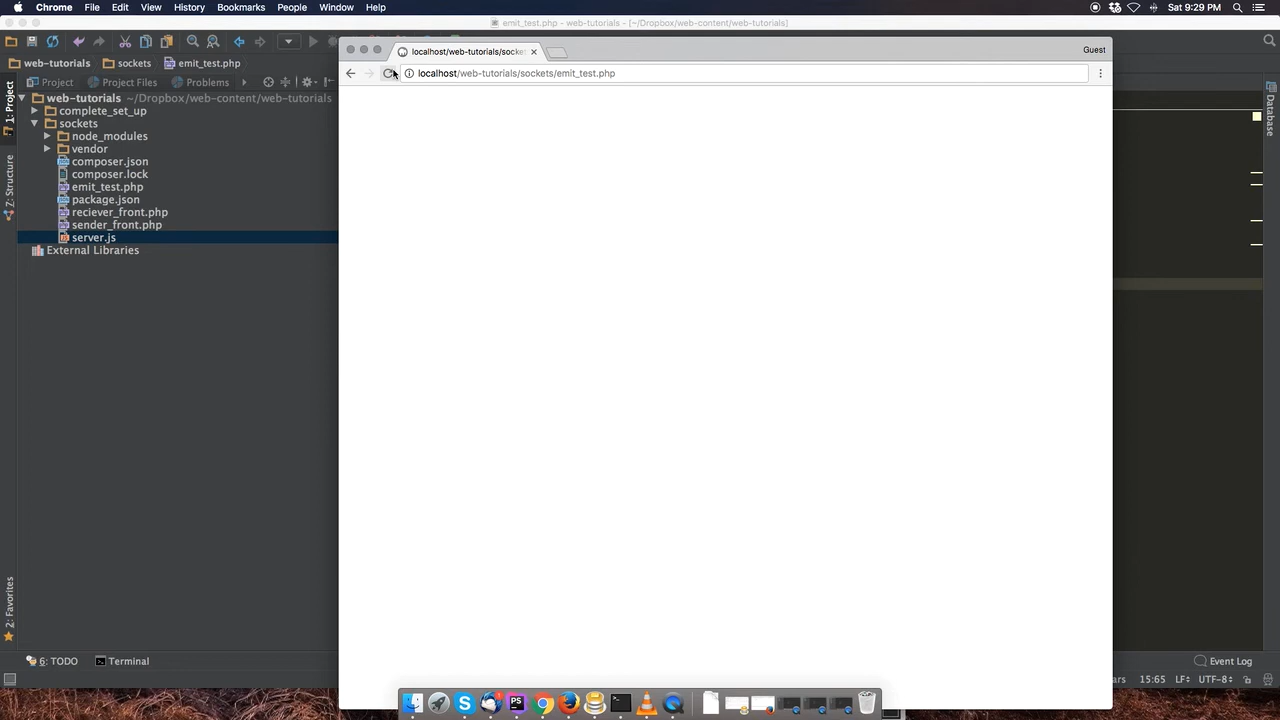 Chrome File Edit View History Bookmarks People Window Help Sat 9:29 PM
emit_test.php - web-tutorials - [~/Dropbox/web-content/web-tutorials]
localhost/web-tutorials/socke
Guest
web-tutorials sockets emit_test.php
localhost/web-tutorials/sockets/emit_test.php
Project Project Files Problems
1: Project
Z: Structure
2: Favorites
Database
web-tutorials ~/Dropbox/web-content/web-tutorials
complete_set_up
sockets
node_modules
vendor
composer.json
composer.lock
emit_test.php
package.json
reciever_front.php
sender_front.php
server.js
External Libraries
6: TODO Terminal
Event Log
15:65 LF÷ UTF-8÷
PS